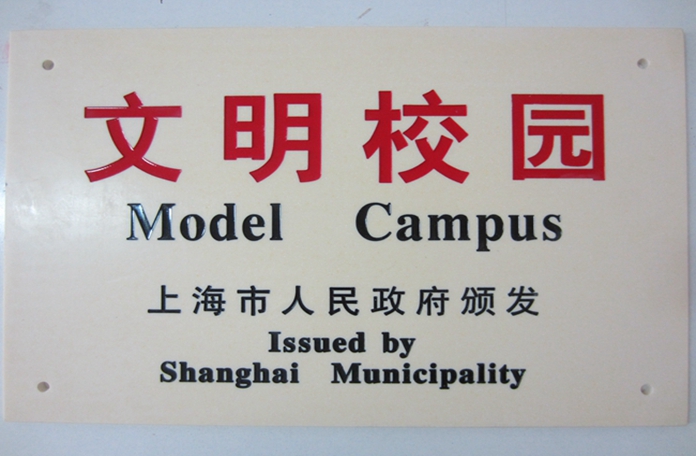 文明校园
Model Campus
上海市人民政府颁发
Issued by
Shanghai Municipality